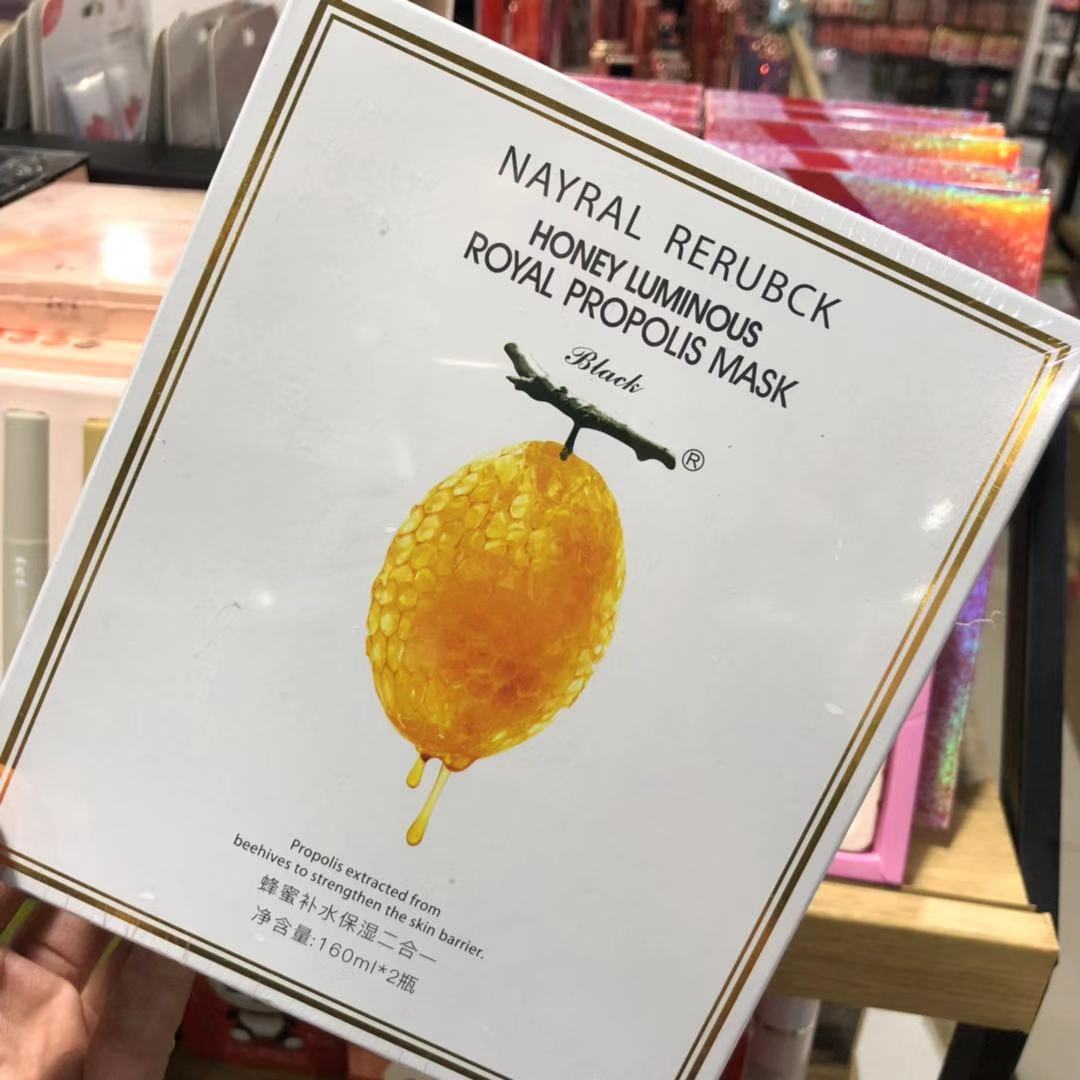 NAYRAL RERUBCK
HONEY LUMINOUS
ROYAL PROPOLIS MASK
Black
®
Propolis extracted from
beehives to strengthen the skin barrier.
蜂蜜补水保湿二合一
净含量:160ml*2瓶